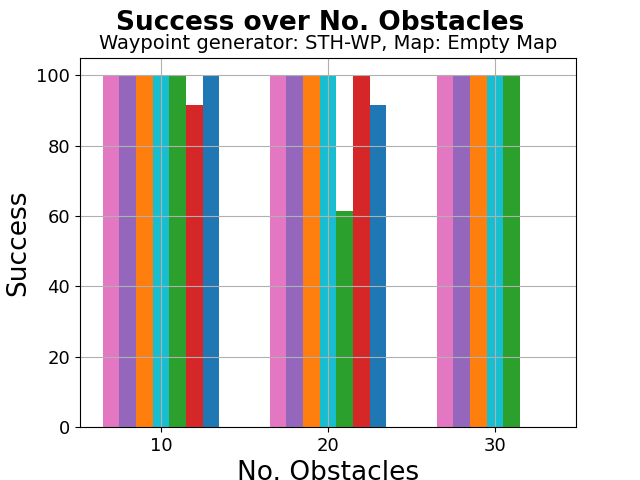 Success over No. Obstacles
Waypoint generator: STH-WP, Map: Empty Map
100
80
60
40
20
0
Success
10 20 30
No. Obstacles